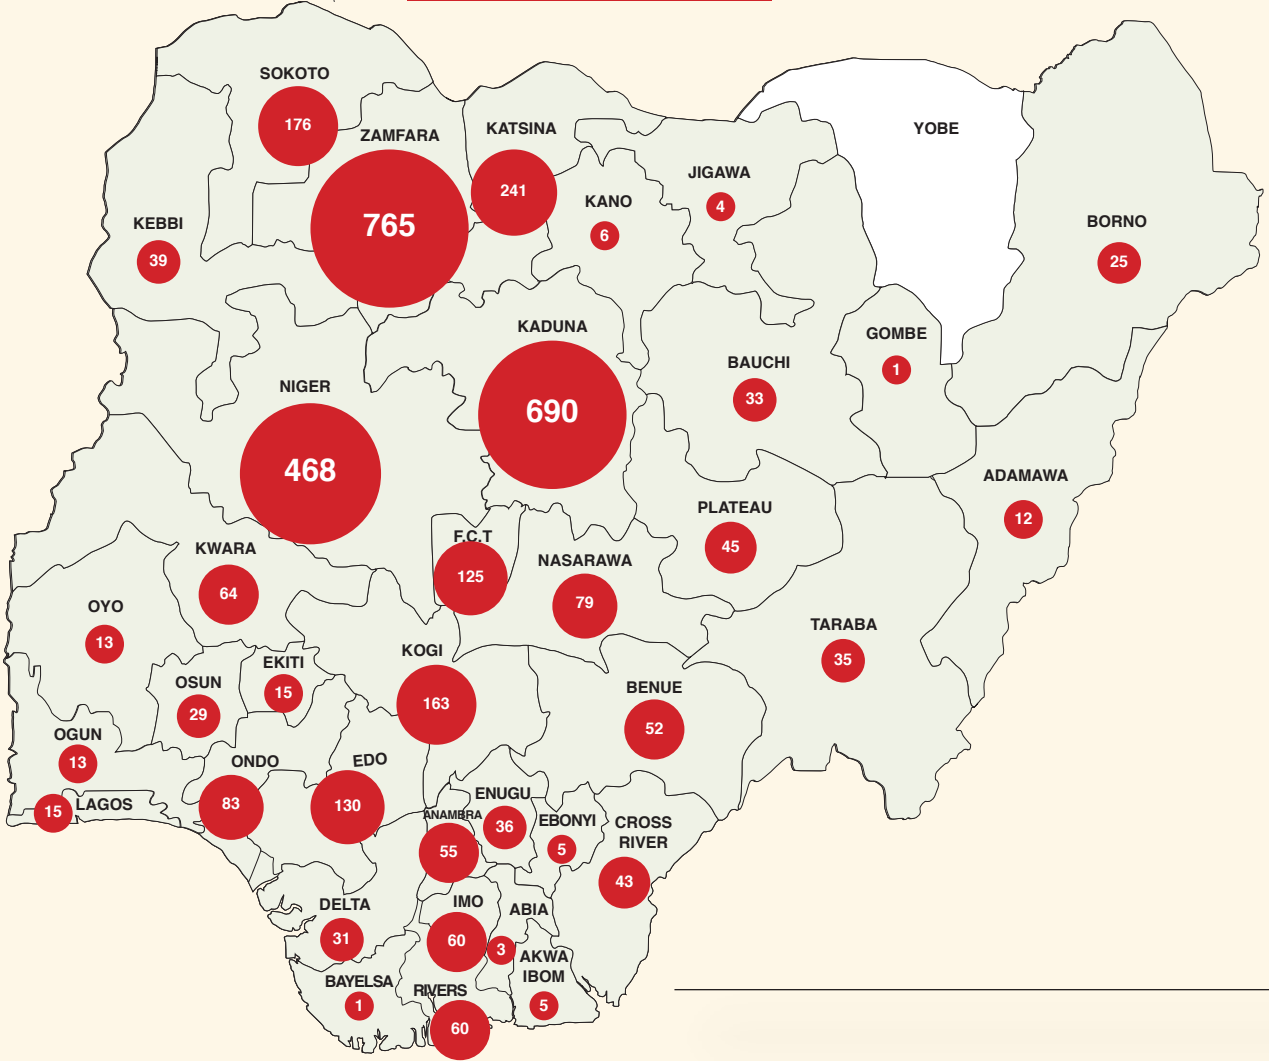 SOKOTO
176
ZAMFARA
765
KATSINA
241
KANO
6
JIGAWA
4
YOBE
BORNO
25
KEBBI
39
KADUNA
690
GOMBE
1
BAUCHI
33
NIGER
468
ADAMAWA
12
PLATEAU
45
F.C.T
125
NASARAWA
79
KWARA
64
OYO
13
TARABA
35
KOGI
163
EKITI
15
OSUN
29
BENUE
52
OGUN
13
ONDO
83
EDO
130
LAGOS
15
ENUGU
36
ANAMBRA
55
EBONYI
5
CROSS
RIVER
43
DELTA
31
IMO
60
ABIA
3
AKWA
IBOM
5
BAYELSA
1
RIVERS
60